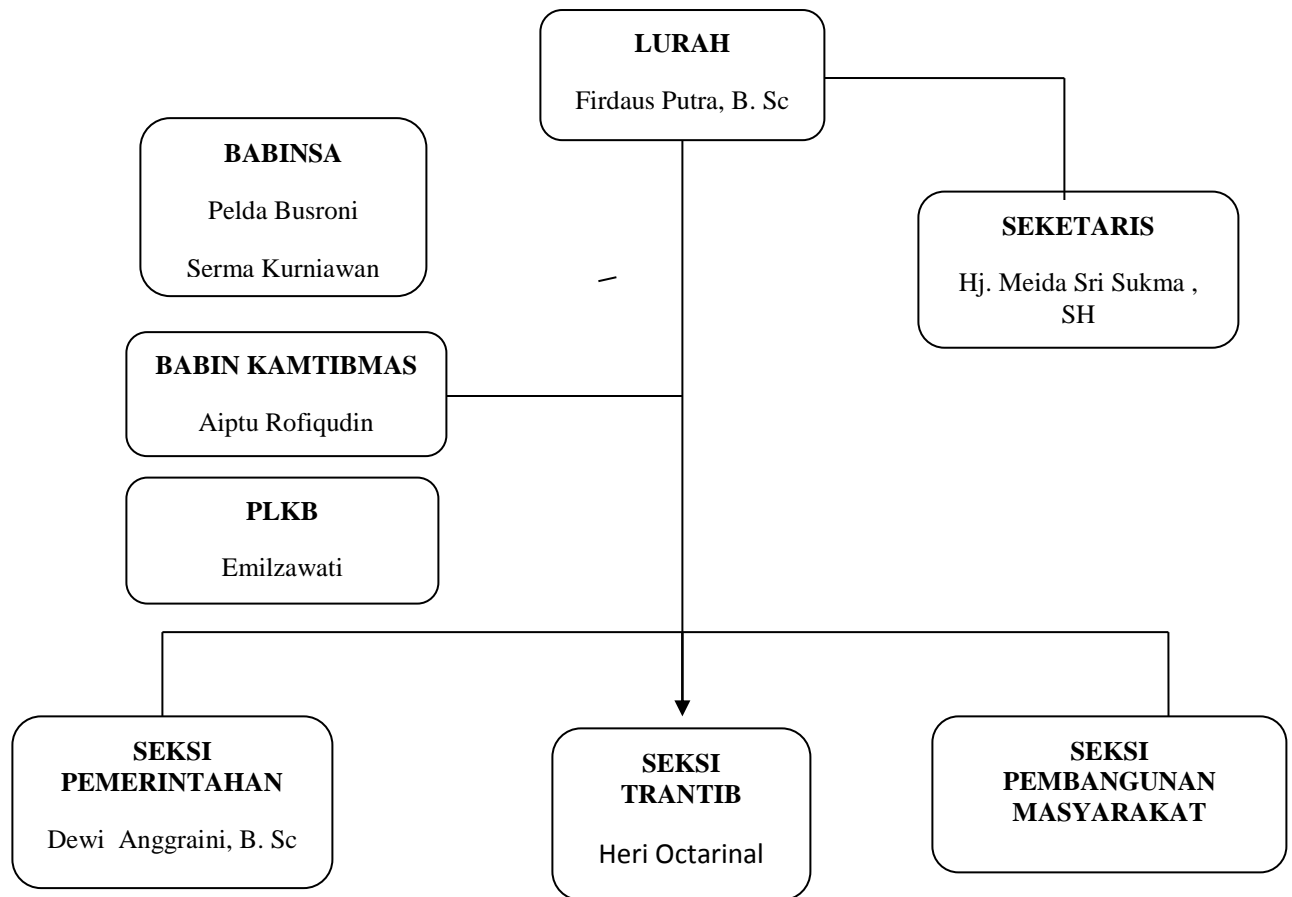 LURAH
Firdaus Putra, B. Sc
BABINSA
Pelda Busroni
Serma Kurniawan
SEKETARIS
Hj. Meida Sri Sukma ,
SH
BABIN KAMTIBMAS
Aiptu Rofiqudin
PLKB
Emilzawati
SEKSI
PEMERINTAHAN
Dewi Anggraini, B. Sc
SEKSI
TRANTIB
Heri Octarinal
SEKSI
PEMBANGUNAN
MASYARAKAT